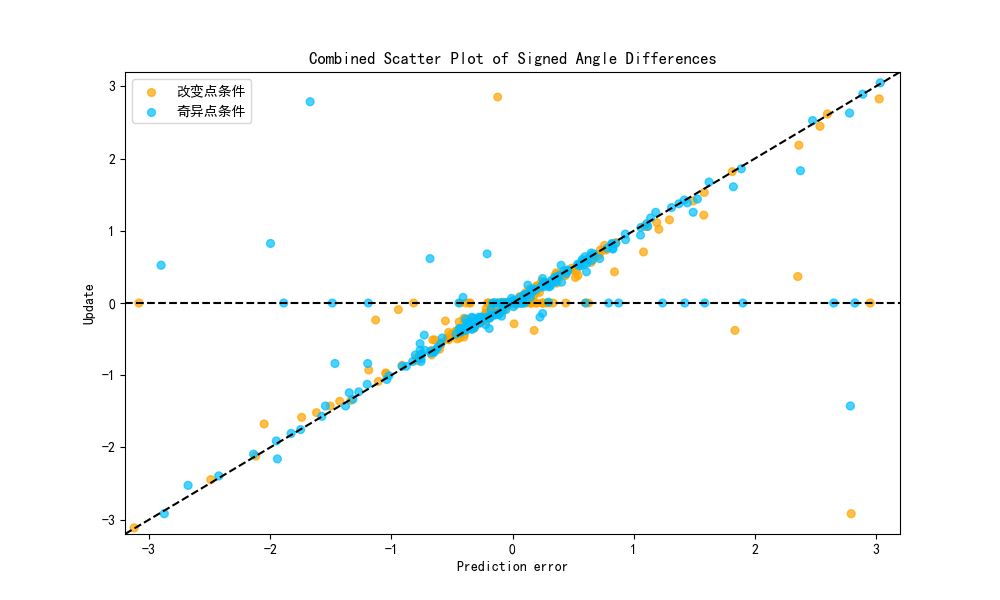 Combined Scatter Plot of Signed Angle Differences
改变点条件
奇异点条件
3
2
1
0
−1
−2
−3
Update
−3 −2 −1 0 1 2 3
Prediction error